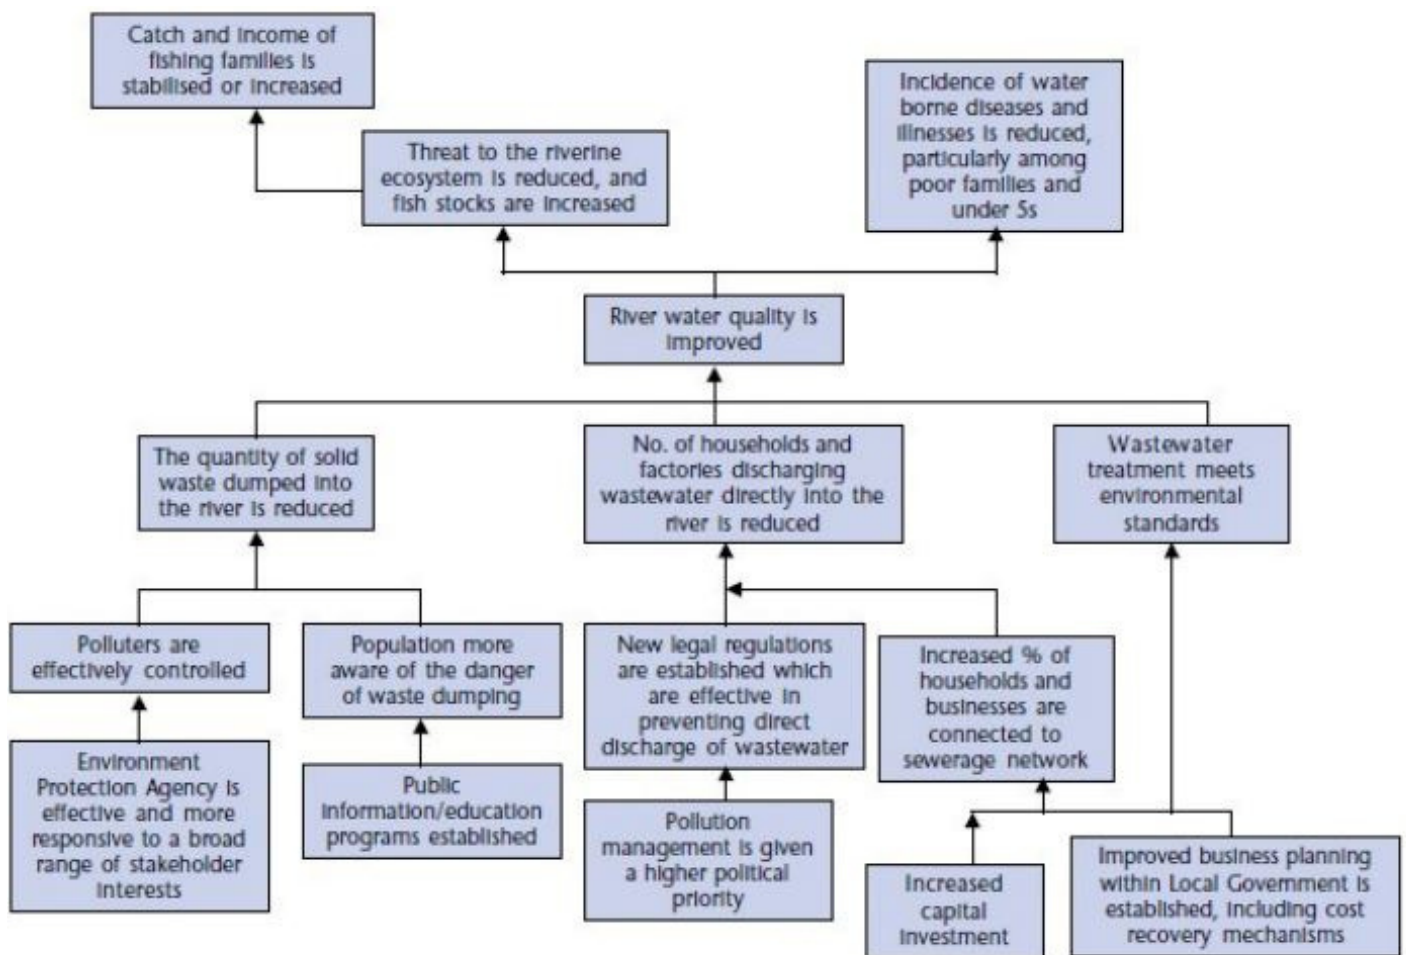 Catch and income of
fishing families is
stabilised or increased
Incidence of water
borne diseases and
illnesses is reduced,
particularly among
poor families and
under 5s
Threat to the riverine
ecosystem is reduced, and
fish stocks are increased
River water quality is
improved
The quantity of solid
waste dumped into
the river is reduced
No. of households and
factories discharging
wastewater directly into the
river is reduced
Wastewater
treatment meets
environmental
standards
Polluters are
effectively controlled
Population more
aware of the danger
of waste dumping
New legal regulations
are established which
are effective in
preventing direct
discharge of wastewater
Increased % of
households and
businesses are
connected to
sewerage network
Environment
Protection Agency is
effective and more
responsive to a broad
range of stakeholder
interests
Public
information/education
programs established
Pollution
management is given
a higher political
priority
Increased
capital
investment
Improved business planning
within Local Government is
established, including cost
recovery mechanisms